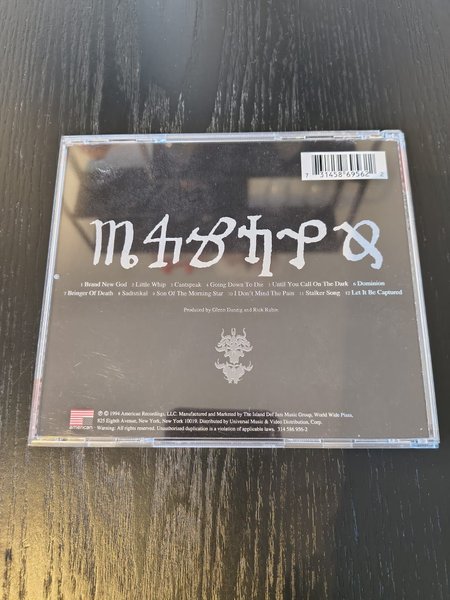 7 31458 69562 2
1 Brand New God 2 Little Whip 3 Cantspeak 4 Going Down To Die 5 Until You Call On The Dark 6 Dominion
7 Bringer Of Death 8 Sadistikal 9 Son Of The Morning Star 10 I Don't Mind The Pain 11 Stalker Song 12 Let It Be Captured
Produced by Glenn Danzig and Rick Rubin
american
℗ © 1994 American Recordings, LLC. Manufactured and Marketed by The Island Def Jam Music Group, World Wide Plaza,
825 Eighth Avenue, New York 10019. Distributed by Universal Music & Video Distribution, Corp.
Warning. All rights reserved. Unauthorized duplication is a violation of applicable laws. 314 586 956-2